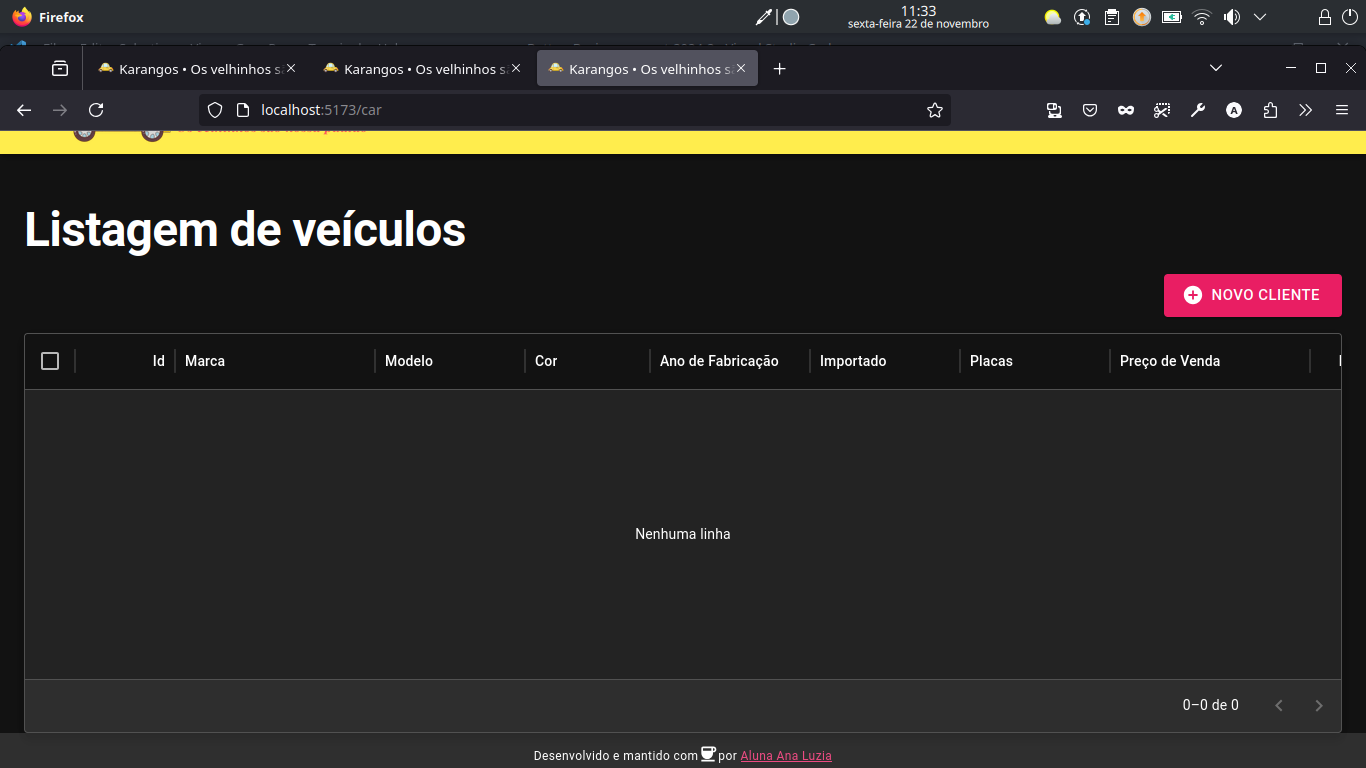 Firefox
11:33
sexta-feira 22 de novembro
Karangos • Os velhinhos s
Karangos • Os velhinhos s
Karangos • Os velhinhos s
localhost:5173/car
A
Listagem de veículos
NOVO CLIENTE
Id Marca Modelo Cor Ano de Fabricação Importado Placas Preço de Venda
Nenhuma linha
0–0 de 0
Desenvolvido e mantido com por Aluna Ana Luzia